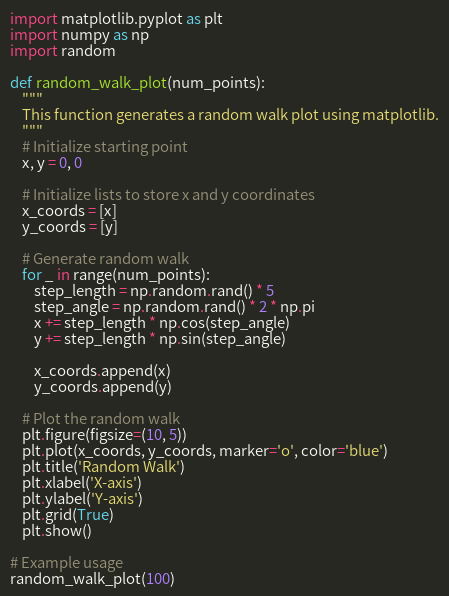 import matplotlib.pyplot as plt
import numpy as np
import random

def random_walk_plot(num_points):
    """
    This function generates a random walk plot using matplotlib.
    """
    # Initialize starting point
    x, y = 0, 0

    # Initialize lists to store x and y coordinates
    x_coords = [x]
    y_coords = [y]

    # Generate random walk
    for _ in range(num_points):
        step_length = np.random.rand() * 5
        step_angle = np.random.rand() * 2 * np.pi
        x += step_length * np.cos(step_angle)
        y += step_length * np.sin(step_angle)

        x_coords.append(x)
        y_coords.append(y)

    # Plot the random walk
    plt.figure(figsize=(10, 5))
    plt.plot(x_coords, y_coords, marker='o', color='blue')
    plt.title('Random Walk')
    plt.xlabel('X-axis')
    plt.ylabel('Y-axis')
    plt.grid(True)
    plt.show()

# Example usage
random_walk_plot(100)